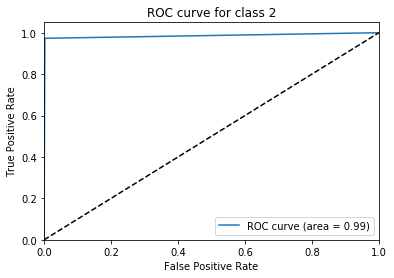 ROC curve for class 2
1.0
0.8
0.6
0.4
0.2
0.0
True Positive Rate
ROC curve (area = 0.99)
0.0 0.2 0.4 0.6 0.8 1.0
False Positive Rate